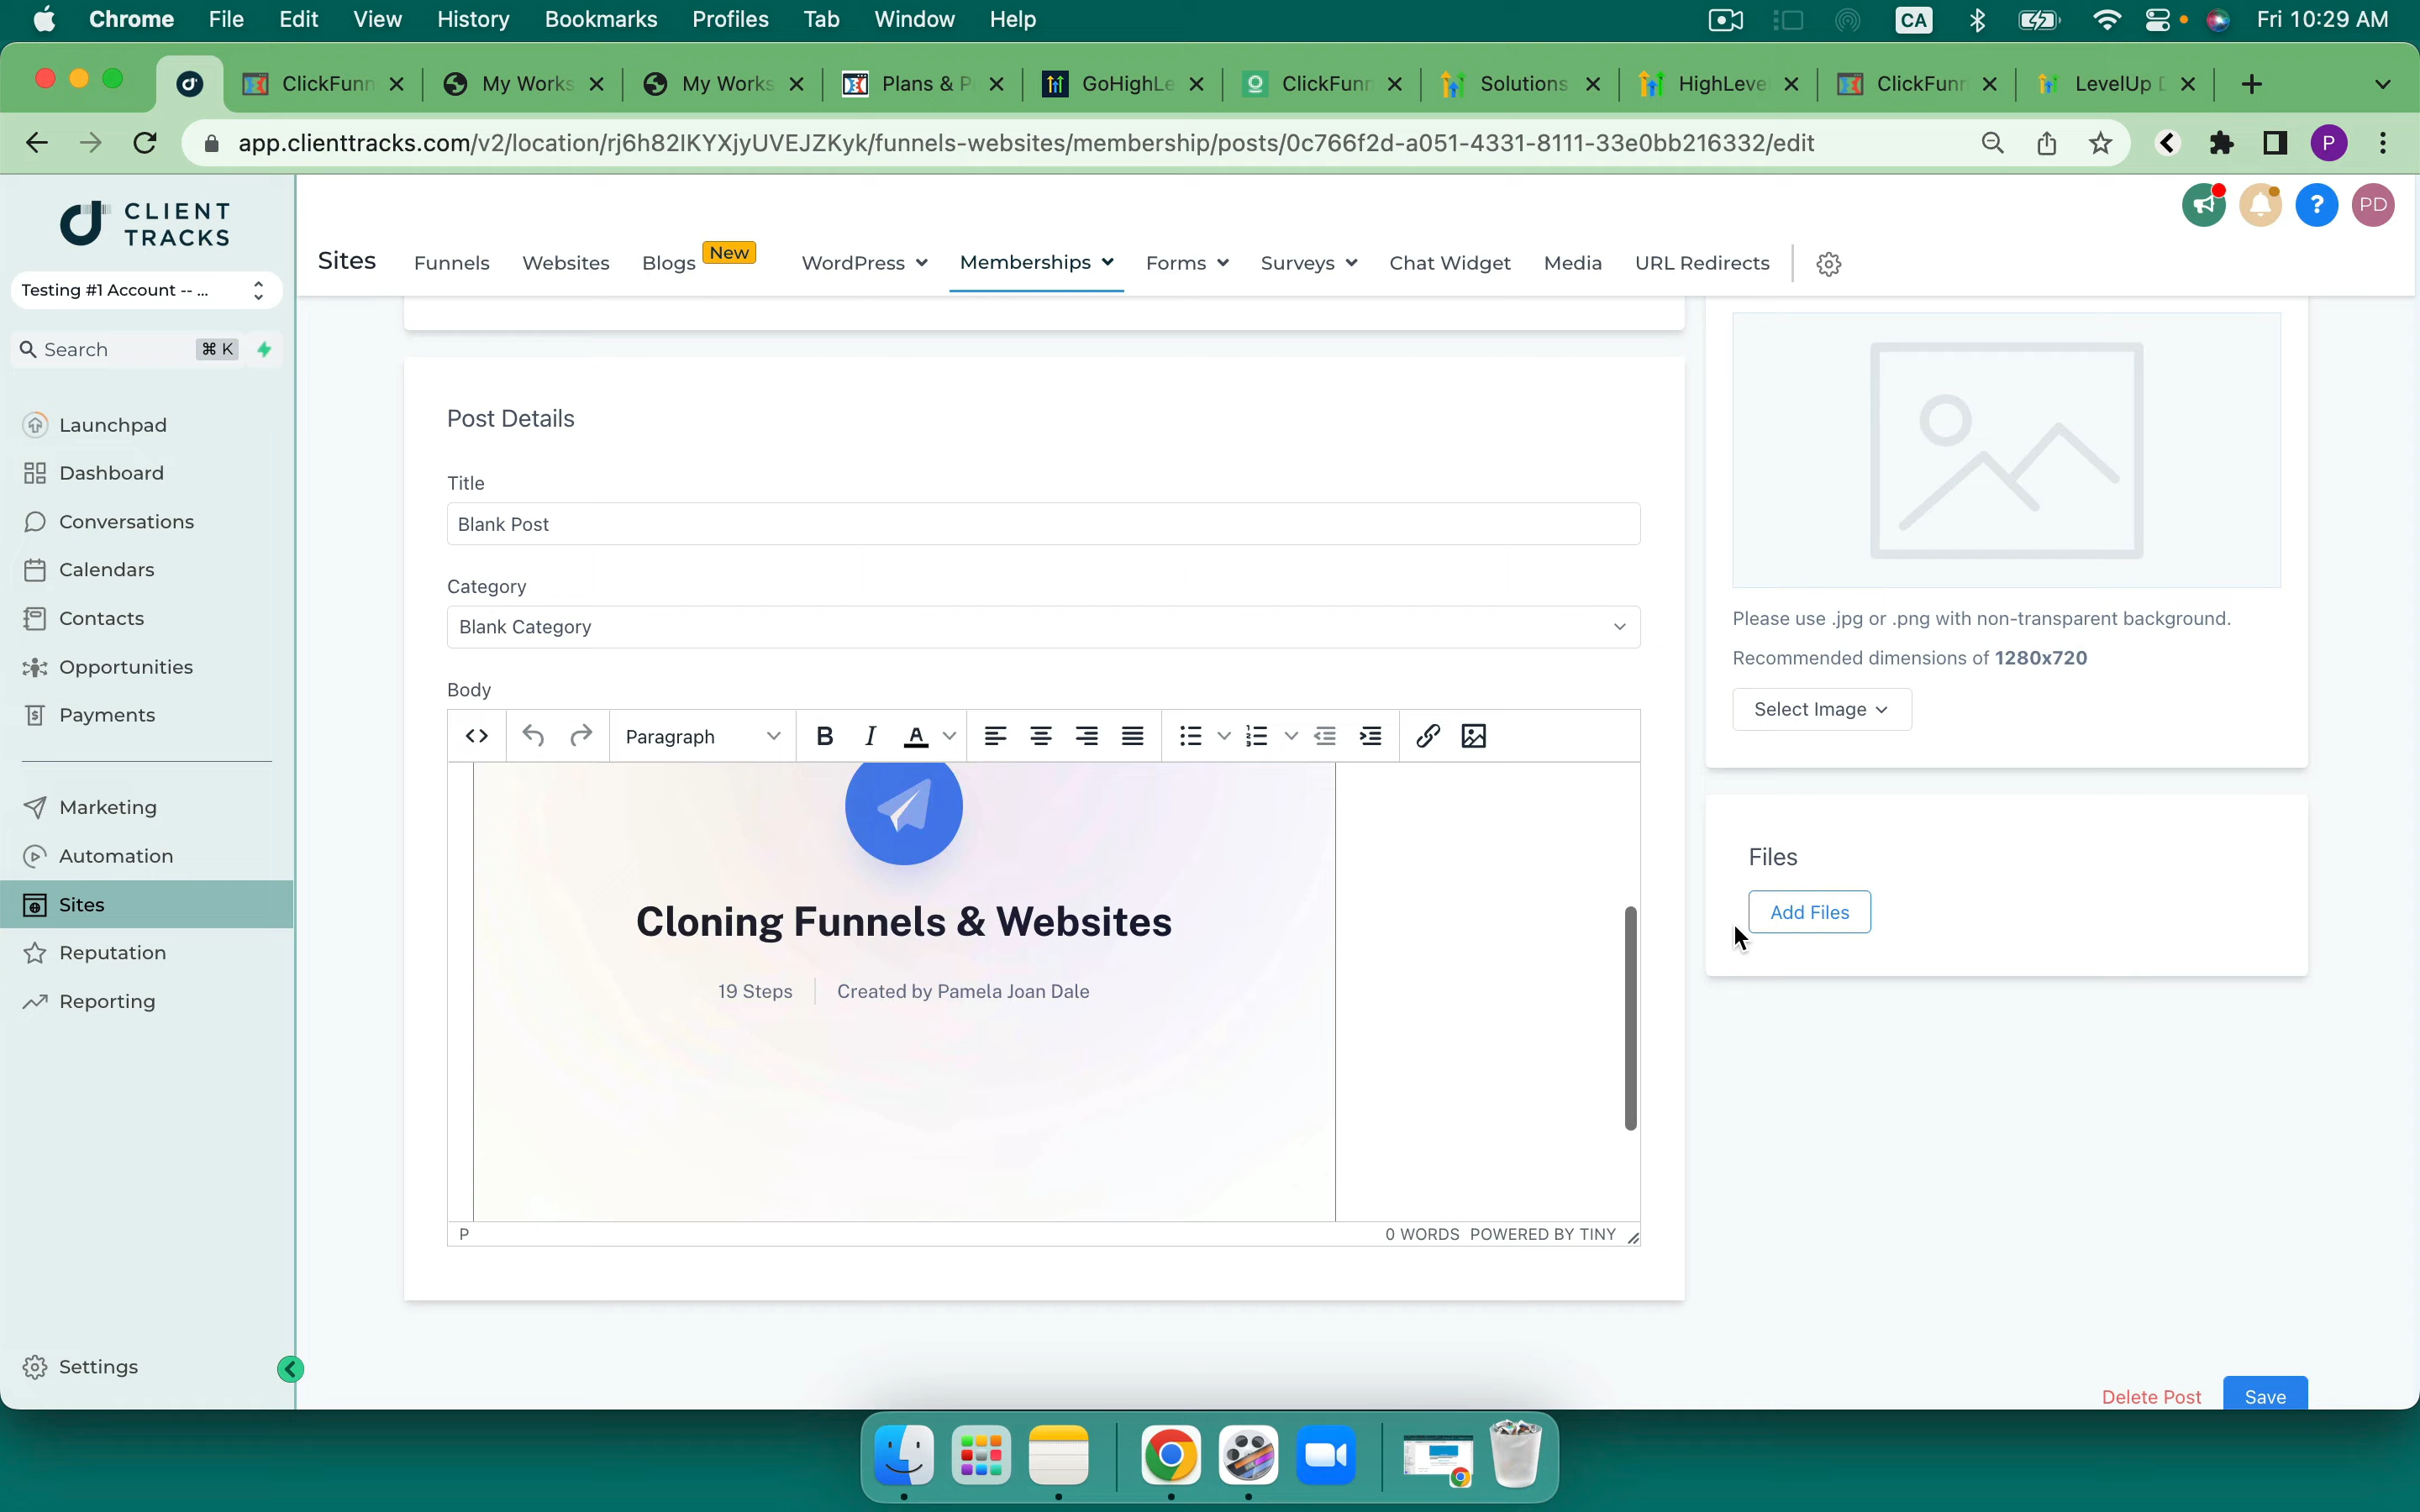 Chrome File Edit View History Bookmarks Profiles Tab Window Help CA Fri 10:29 AM
ClickFunn My Works My Works Plans & P GoHighLe ClickFunn Solutions HighLevel ClickFunn LevelUp
app.clienttracks.com/v2/location/rj6h82IKYXjyUVEJZKyk/funnels-websites/membership/posts/0c766f2d-a051-4331-8111-33e0bb216332/edit P
CLIENT
TRACKS
? PD
Sites Funnels Websites Blogs New WordPress Memberships Forms Surveys Chat Widget Media URL Redirects
Testing #1 Account -- ...
Search ⌘ K
Launchpad
Dashboard
Conversations
Calendars
Contacts
Opportunities
Payments
Marketing
Automation
Sites
Reputation
Reporting
Settings
Post Details
Title
Blank Post
Category
Blank Category
Body
Paragraph B I A
Cloning Funnels & Websites
19 Steps Created by Pamela Joan Dale
P 0 WORDS POWERED BY TINY
Please use .jpg or .png with non-transparent background.
Recommended dimensions of 1280x720
Select Image
Files
Add Files
Delete Post Save